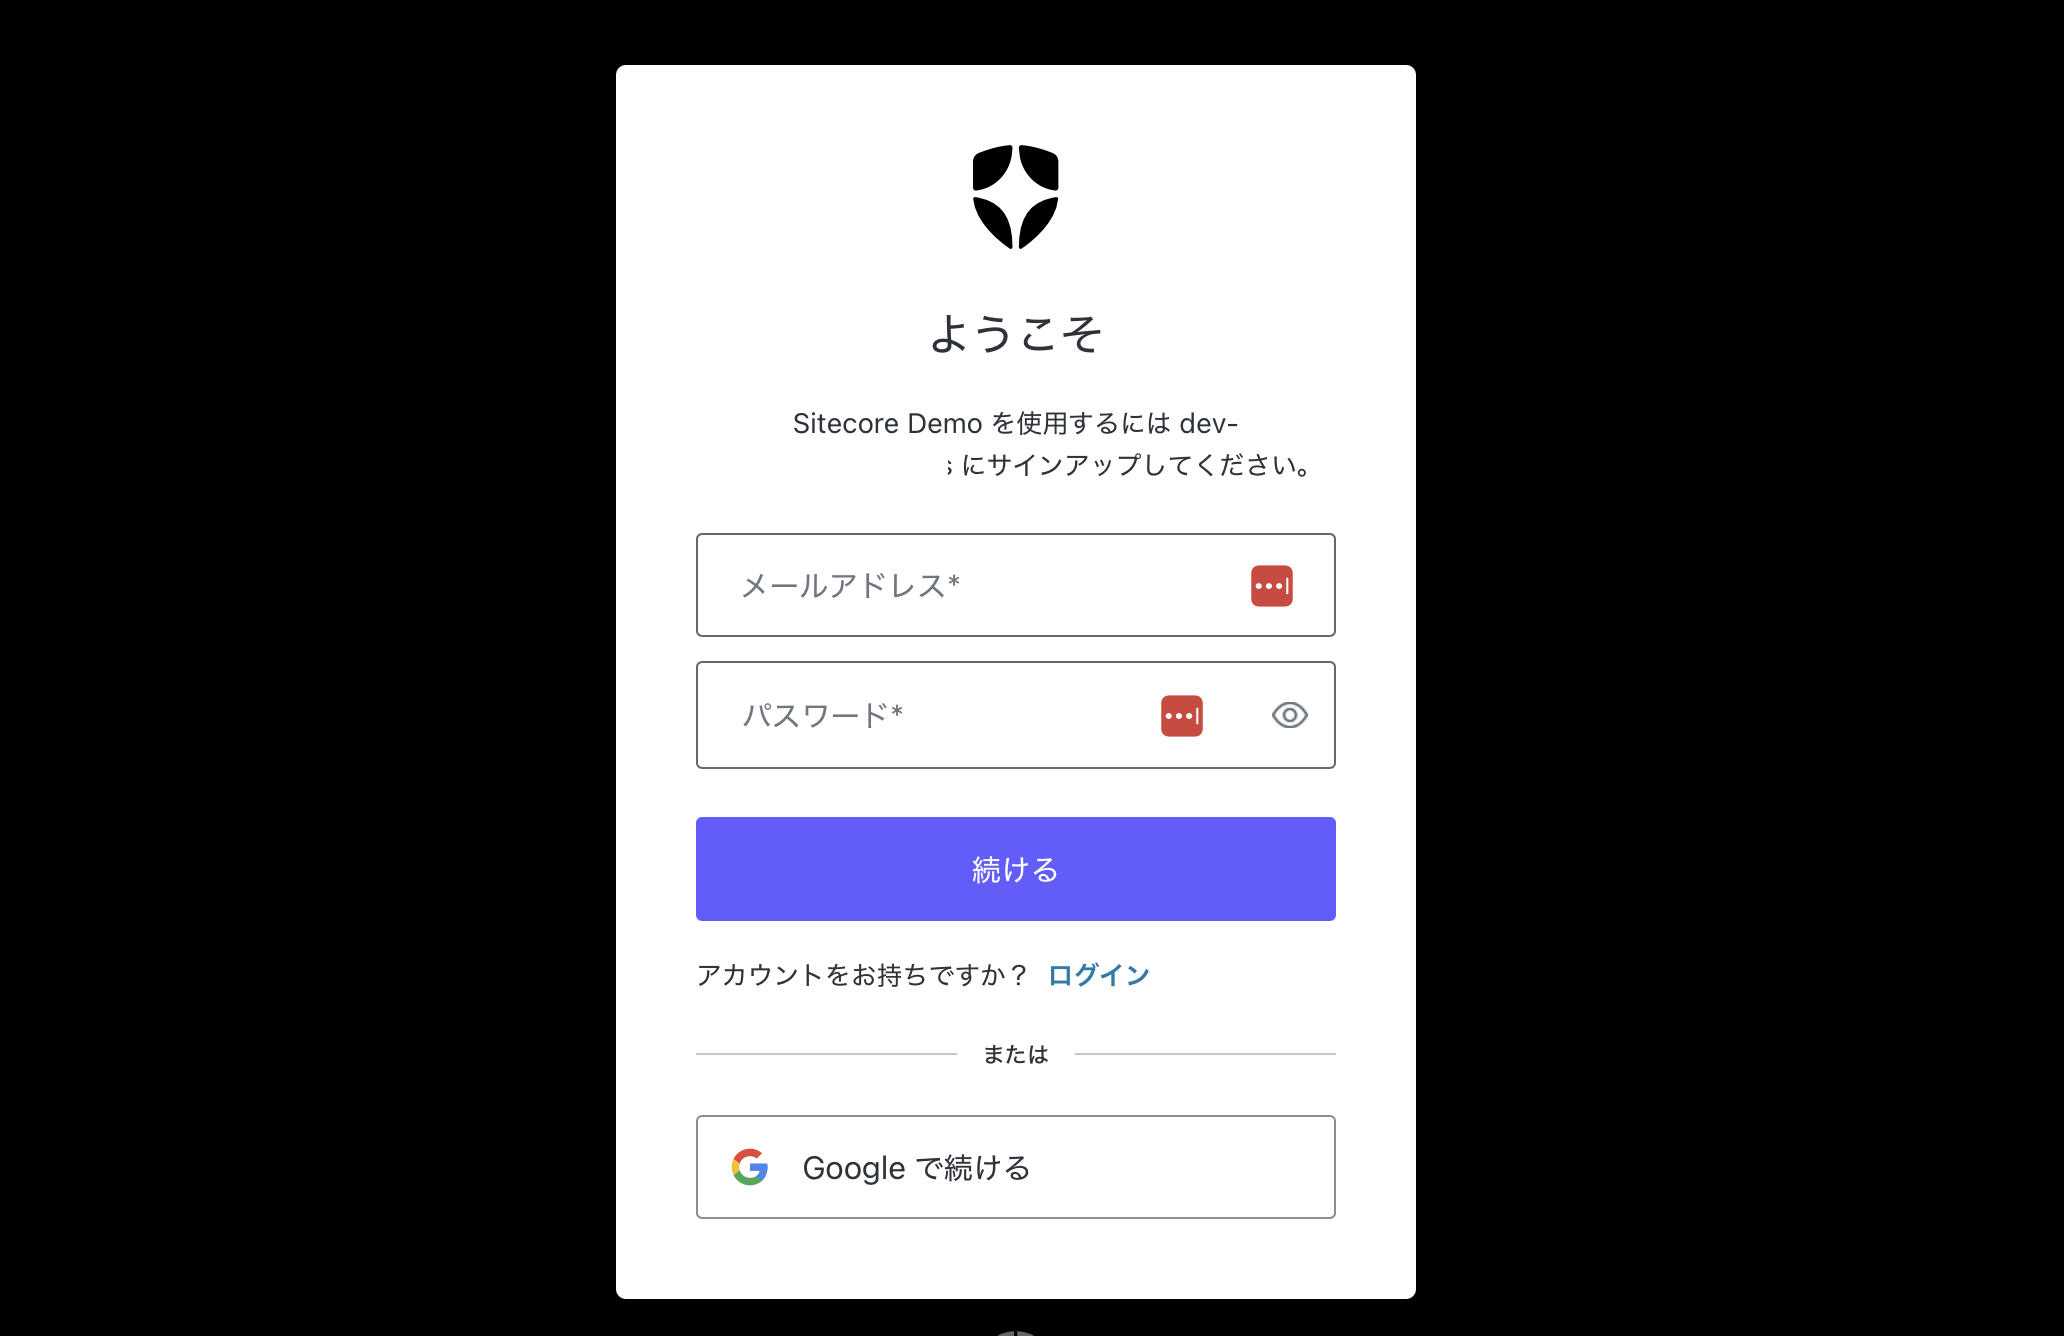 ようこそ
Sitecore Demo を使用するには dev-
にサインアップしてください。
メールアドレス*
パスワード*
続ける
アカウントをお持ちですか？ ログイン
または
Google で続ける